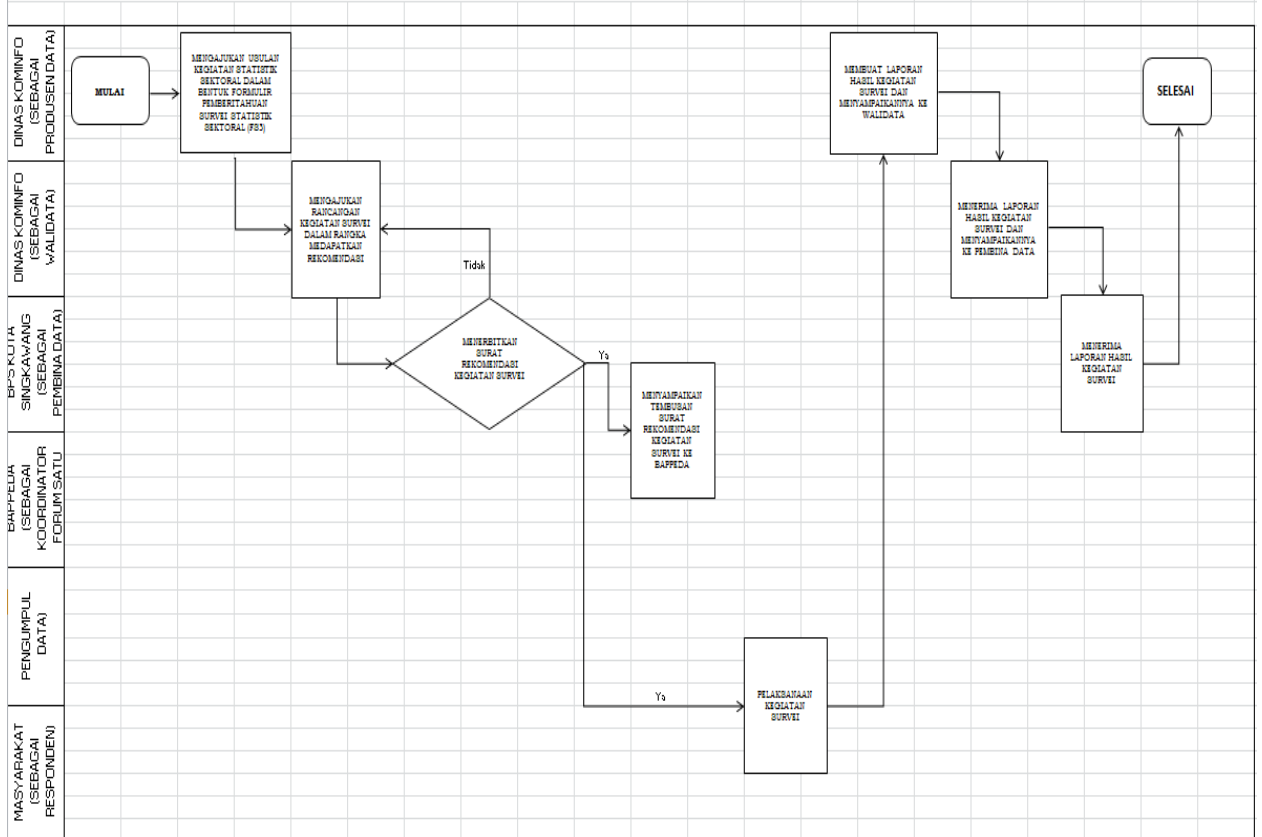 DINAS KOMINFO
(SEBAGAI
PRODUSEN DATA)
MULAI
MENGAJUKAN USULAN
KEGIATAN STATISTIK
SEKTORAL DALAM
BENTUK FORMULIR
PEMBERITAHUAN
SURVEI STATISTIK
SEKTORAL (FS3)
MEMBUAT LAPORAN
HASIL KEGIATAN
SURVEI DAN
MENYAMPAIKANNYA KE
WALIDATA
SELESAI
DINAS KOMINFO
(SEBAGAI
WALIDATA)
MENGAJUKAN
RANCANGAN
KEGIATAN SURVEI
DALAM RANGKA
MEDAPATKAN
REKOMENDASI
Tidak
MENERIMA LAPORAN
HASIL KEGIATAN
SURVEI DAN
MENYAMPAIKANNYA
KE PEMBINA DATA
BPS KOTA
SINGKAWANG
(SEBAGAI
PEMBINA DATA)
MENERBITKAN
SURAT
REKOMENDASI
KEGIATAN SURVEI
Ya
MENYAMPAIKAN
TEMBUSAN
SURAT
REKOMENDASI
KEGIATAN
SURVEI KE
BAPPEDA
MENERIMA
LAPORAN HASIL
KEGIATAN
SURVEI
BAPPEDA
(SEBAGAI
KOORDINATOR
FORUM SATU
PENGUMPUL
DATA)
Ya
PELAKSANAAN
KEGIATAN
SURVEI
MASYARAKAT
(SEBAGAI
RESPONDEN)